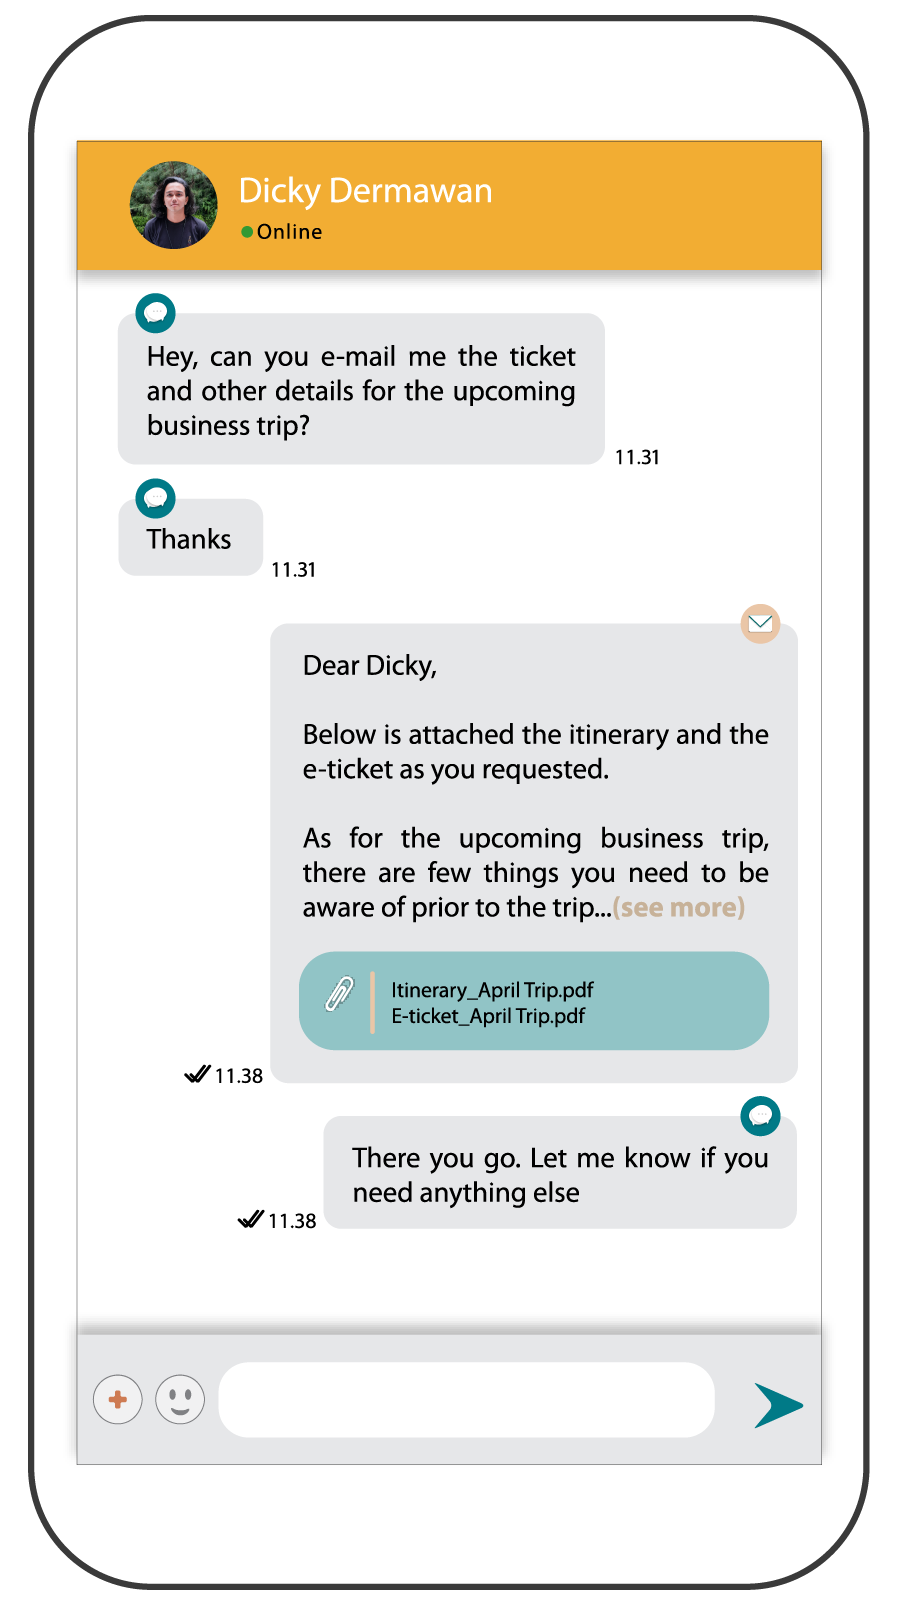 Dicky Dermawan
Online
Hey, can you e-mail me the ticket
and other details for the upcoming
business trip?
11.31
Thanks
11.31
Dear Dicky,
Below is attached the itinerary and the
e-ticket as you requested.
As for the upcoming business trip,
there are few things you need to be
aware of prior to the trip...(see more)
Itinerary_April Trip.pdf
E-ticket_April Trip.pdf
11.38
There you go. Let me know if you
need anything else
11.38